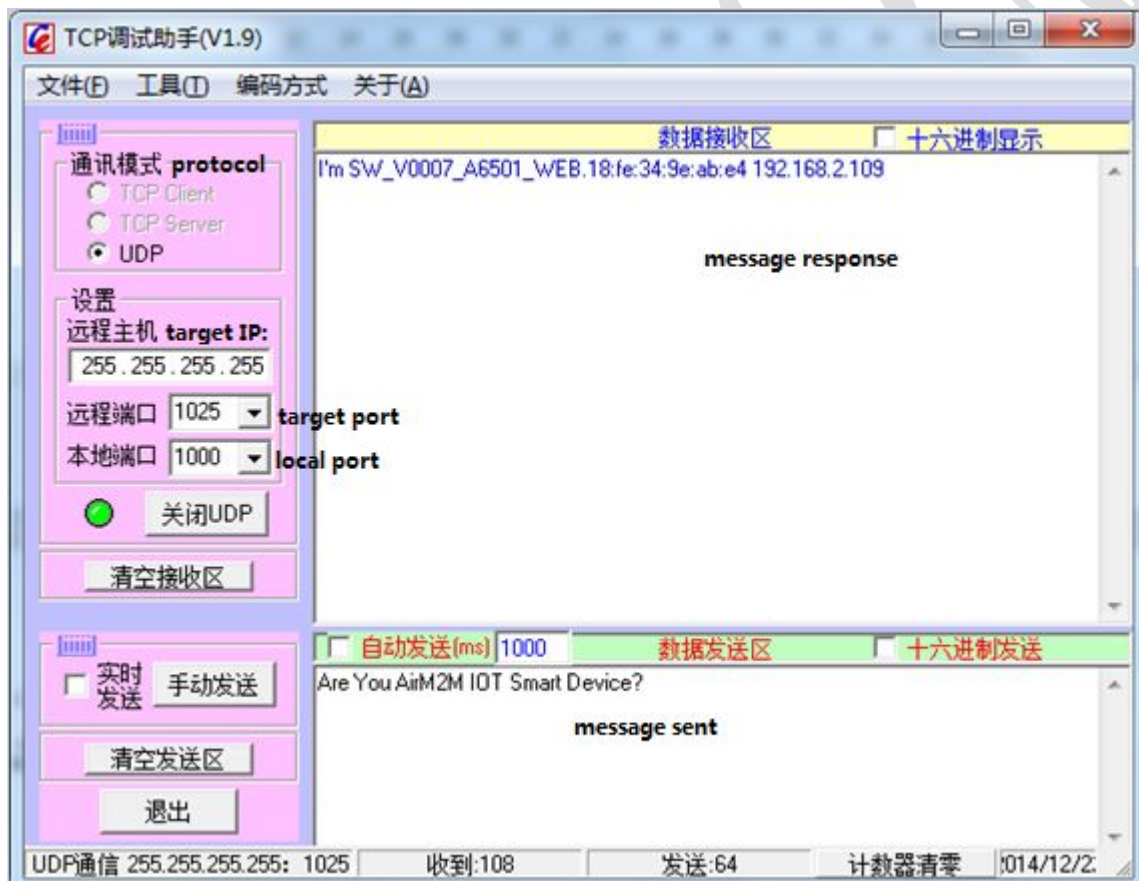 TCP调试助手(V1.9)
文件(F) 工具(T) 编码方式 关于(A)
通讯模式 protocol
TCP Client
TCP Server
UDP
设置
远程主机 target IP:
255 . 255 . 255 . 255
远程端口 1025 target port
本地端口 1000 local port
关闭UDP
清空接收区
数据接收区 十六进制显示
I'm SW_V0007_A6501_WEB.18:fe:34:9e:ab:e4 192.168.2.109
message response
实时发送 手动发送
清空发送区
退出
自动发送(ms) 1000 数据发送区 十六进制发送
Are You AirM2M IOT Smart Device?
message sent
UDP通信 255.255.255.255: 1025 收到:108 发送:64 计数器清零